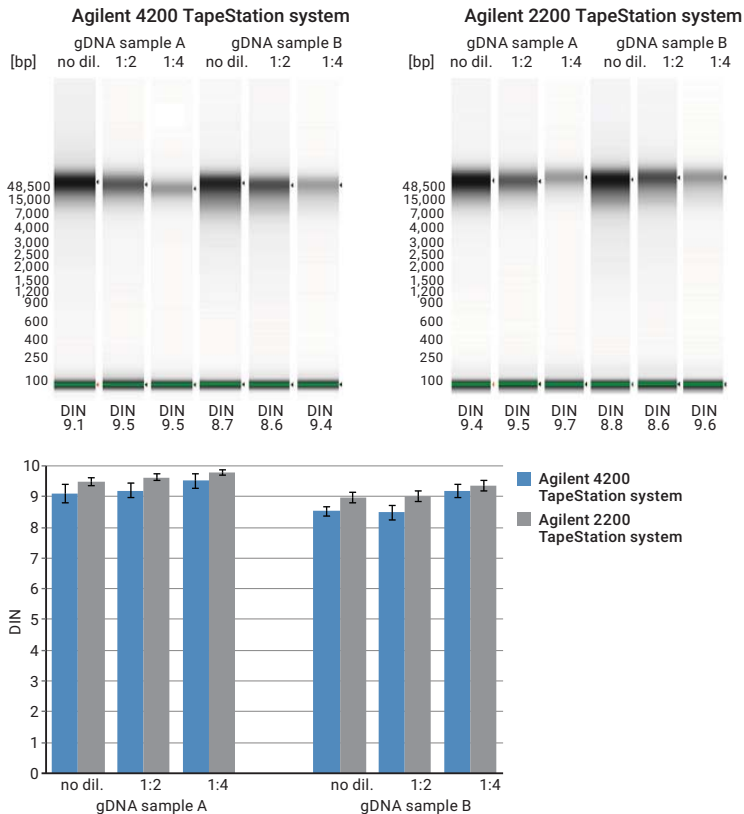 Agilent 4200 TapeStation system
gDNA sample A gDNA sample B
[bp] no dil. 1:2 1:4 no dil. 1:2 1:4
48,500
15,000
7,000
4,000
3,000
2,500
2,000
1,500
1,200
900
600
400
250
100
DIN DIN DIN DIN DIN DIN
9.1 9.5 9.5 8.7 8.6 9.4
Agilent 2200 TapeStation system
gDNA sample A gDNA sample B
[bp] no dil. 1:2 1:4 no dil. 1:2 1:4
48,500
15,000
7,000
4,000
3,000
2,500
2,000
1,500
1,200
900
600
400
250
100
DIN DIN DIN DIN DIN DIN
9.4 9.5 9.7 8.8 8.6 9.6
10
9
8
7
6
5
4
3
2
1
0
DIN
no dil. 1:2 1:4 no dil. 1:2 1:4
gDNA sample A gDNA sample B
Agilent 4200
TapeStation system
Agilent 2200
TapeStation system